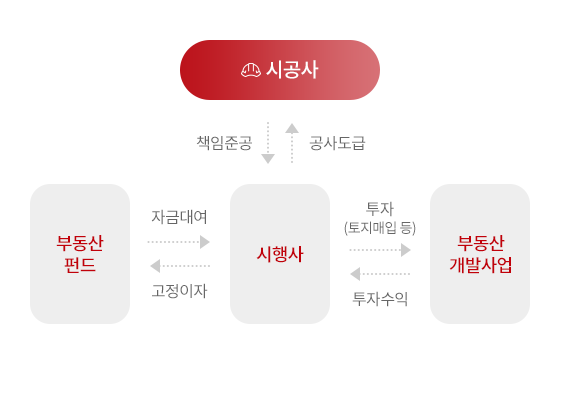 시공사
책임준공
공사도급
자금대여
투자
(토지매입 등)
부동산
펀드
시행사
부동산
개발사업
고정이자
투자수익